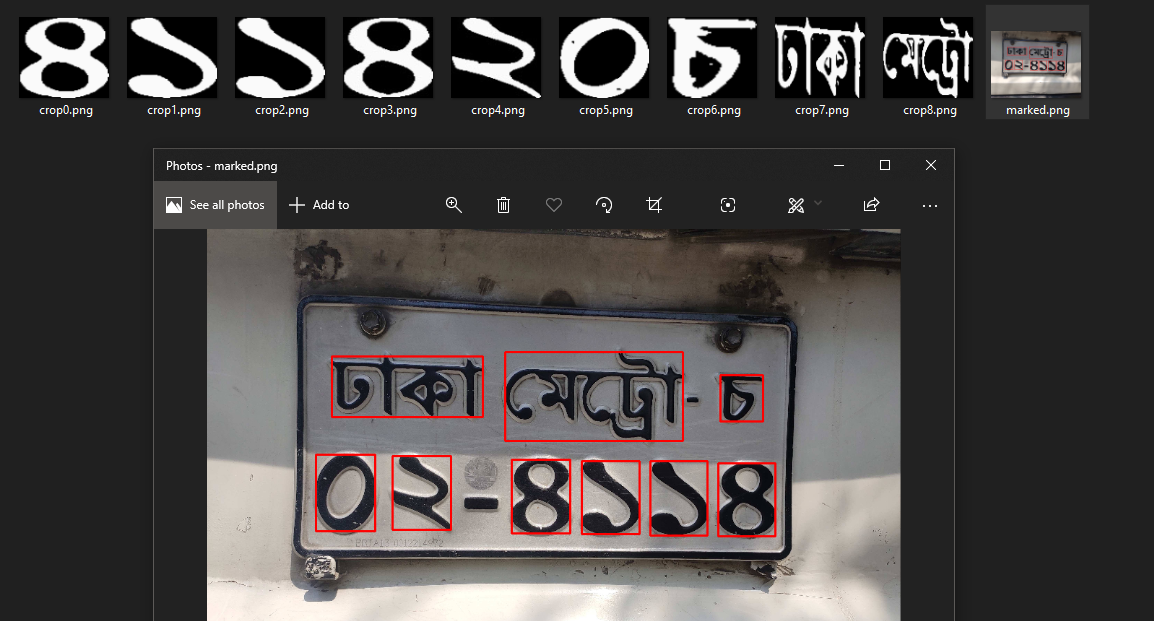 ৪ ১ ১ ৪ ২ ০ চ ঢাকা মেট্রো
crop0.png crop1.png crop2.png crop3.png crop4.png crop5.png crop6.png crop7.png crop8.png marked.png
Photos - marked.png
See all photos Add to
ঢাকা মেট্রো- চ
০২-৪১১৪